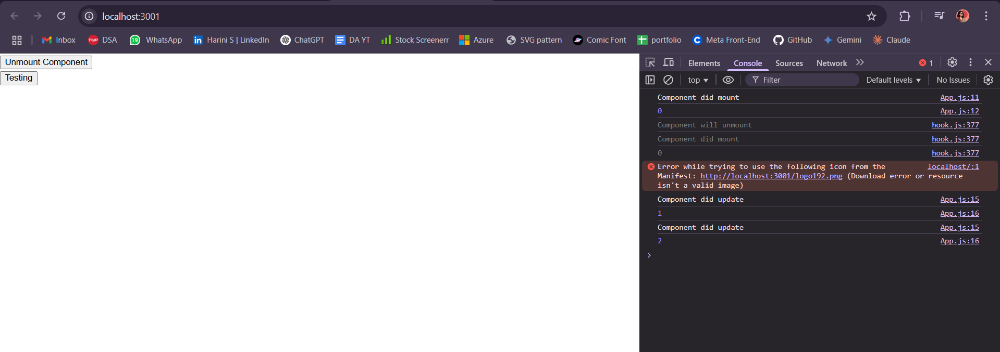 localhost:3001
Inbox
TUF DSA
19 WhatsApp
in Harini S | LinkedIn
ChatGPT
DA YT
Stock Screenerr
Azure
SVG pattern
Comic Font
portfolio
C Meta Front-End
GitHub
Gemini
Claude
Unmount Component
Testing
Elements Console Sources Network 1
top Filter Default levels No Issues
Component did mount App.js:11
0 App.js:12
Component will unmount hook.js:377
Component did mount hook.js:377
0 hook.js:377
Error while trying to use the following icon from the localhost/:1
Manifest: http://localhost:3001/logo192.png (Download error or resource
isn't a valid image)
Component did update App.js:15
1 App.js:16
Component did update App.js:15
2 App.js:16